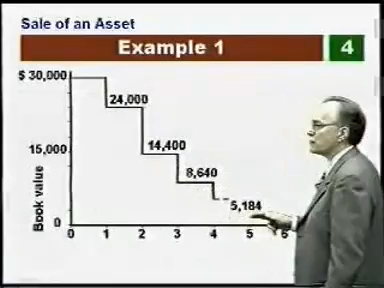 Sale of an Asset
Example 1
4
$ 30,000
24,000
15,000
14,400
8,640
5,184
Book value
0
0 1 2 3 4 5 6